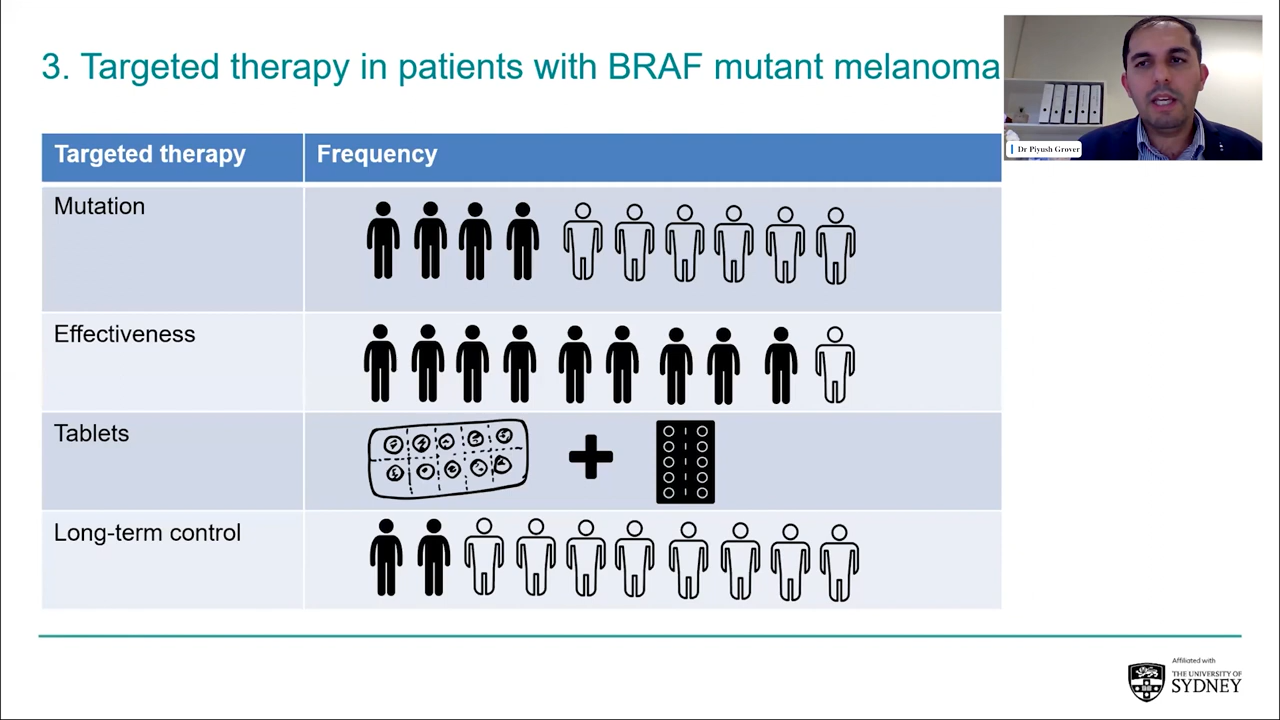 3. Targeted therapy in patients with BRAF mutant melanoma
Dr Piyush Grover
Targeted therapy
Frequency
Mutation
Effectiveness
Tablets
Long-term control
Affiliated with
THE UNIVERSITY OF
SYDNEY